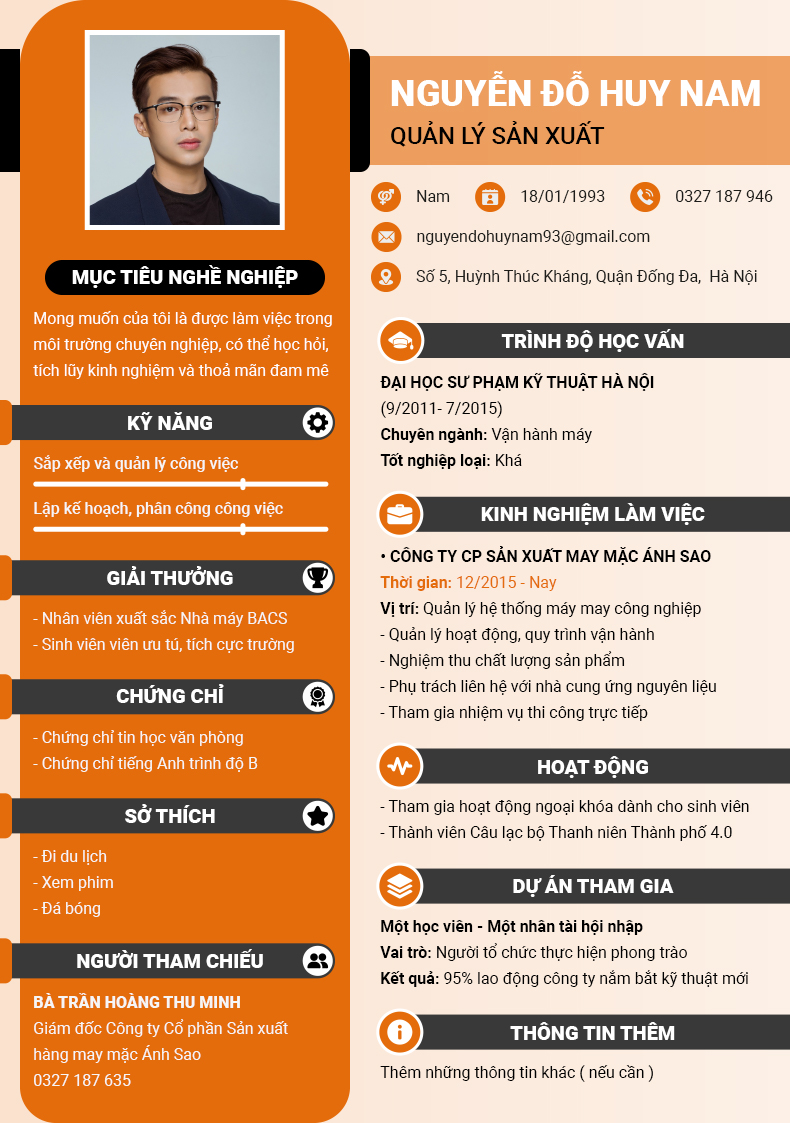 NGUYỄN ĐỖ HUY NAM
QUẢN LÝ SẢN XUẤT
Nam
18/01/1993
0327 187 946
nguyendohuynam93@gmail.com
Số 5, Huỳnh Thúc Kháng, Quận Đống Đa, Hà Nội
MỤC TIÊU NGHỀ NGHIỆP
Mong muốn của tôi là được làm việc trong
môi trường chuyên nghiệp, có thể học hỏi,
tích lũy kinh nghiệm và thoả mãn đam mê
KỸ NĂNG
Sắp xếp và quản lý công việc
Lập kế hoạch, phân công công việc
GIẢI THƯỞNG
- Nhân viên xuất sắc Nhà máy BACS
- Sinh viên viên ưu tú, tích cực trường
CHỨNG CHỈ
- Chứng chỉ tin học văn phòng
- Chứng chỉ tiếng Anh trình độ B
SỞ THÍCH
- Đi du lịch
- Xem phim
- Đá bóng
NGƯỜI THAM CHIẾU
BÀ TRẦN HOÀNG THU MINH
Giám đốc Công ty Cổ phần Sản xuất
hàng may mặc Ánh Sao
0327 187 635
TRÌNH ĐỘ HỌC VẤN
ĐẠI HỌC SƯ PHẠM KỸ THUẬT HÀ NỘI
(9/2011- 7/2015)
Chuyên ngành: Vận hành máy
Tốt nghiệp loại: Khá
KINH NGHIỆM LÀM VIỆC
• CÔNG TY CP SẢN XUẤT MAY MẶC ÁNH SAO
Thời gian: 12/2015 - Nay
Vị trí: Quản lý hệ thống máy may công nghiệp
- Quản lý hoạt động, quy trình vận hành
- Nghiệm thu chất lượng sản phẩm
- Phụ trách liên hệ với nhà cung ứng nguyên liệu
- Tham gia nhiệm vụ thi công trực tiếp
HOẠT ĐỘNG
- Tham gia hoạt động ngoại khóa dành cho sinh viên
- Thành viên Câu lạc bộ Thanh niên Thành phố 4.0
DỰ ÁN THAM GIA
Một học viên - Một nhân tài hội nhập
Vai trò: Người tổ chức thực hiện phong trào
Kết quả: 95% lao động công ty nắm bắt kỹ thuật mới
THÔNG TIN THÊM
Thêm những thông tin khác ( nếu cần )